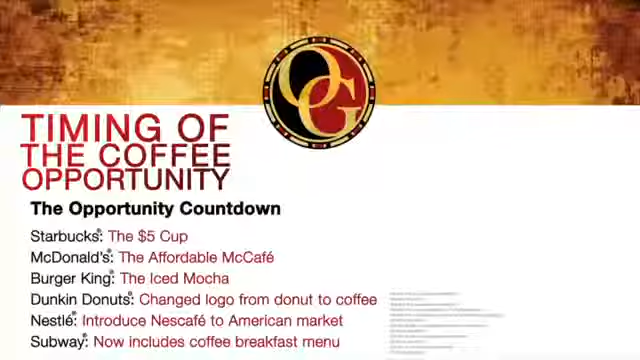 OG
TIMING OF
THE COFFEE
OPPORTUNITY
The Opportunity Countdown
Starbucks®: The $5 Cup
McDonald's®: The Affordable McCafé
Burger King®: The Iced Mocha
Dunkin Donuts®: Changed logo from donut to coffee
Nestlé®: Introduce Nescafé to American market
Subway®: Now includes coffee breakfast menu